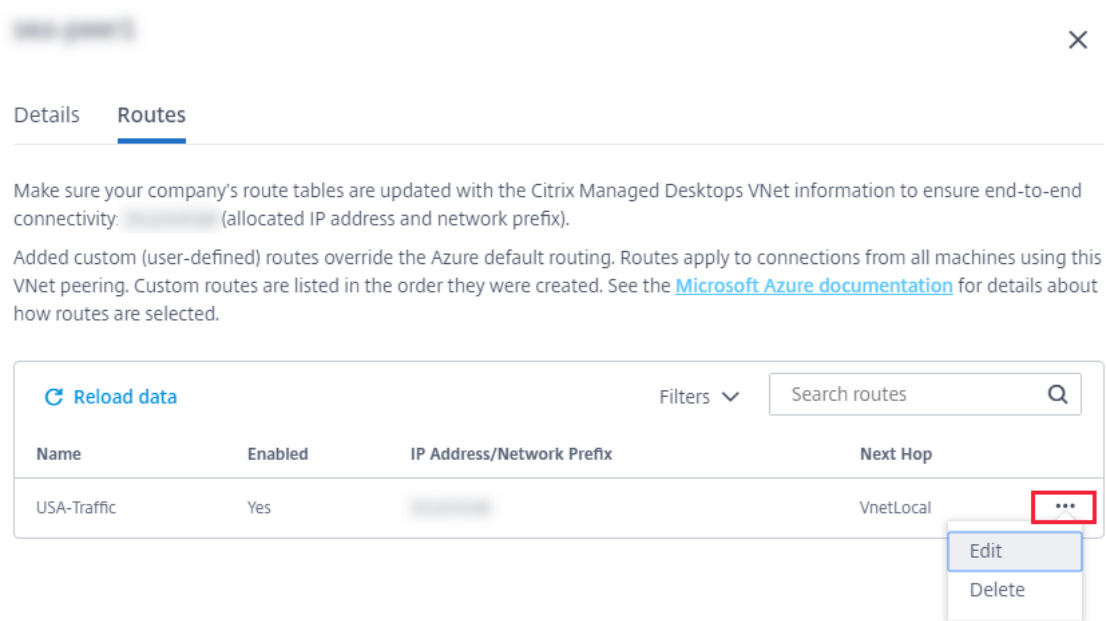 Details Routes
Make sure your company's route tables are updated with the Citrix Managed Desktops VNet information to ensure end-to-end
connectivity: (allocated IP address and network prefix).
Added custom (user-defined) routes override the Azure default routing. Routes apply to connections from all machines using this
VNet peering. Custom routes are listed in the order they were created. See the Microsoft Azure documentation for details about
how routes are selected.
Reload data Filters Search routes
Name Enabled IP Address/Network Prefix Next Hop
USA-Traffic Yes VnetLocal ...
Edit
Delete